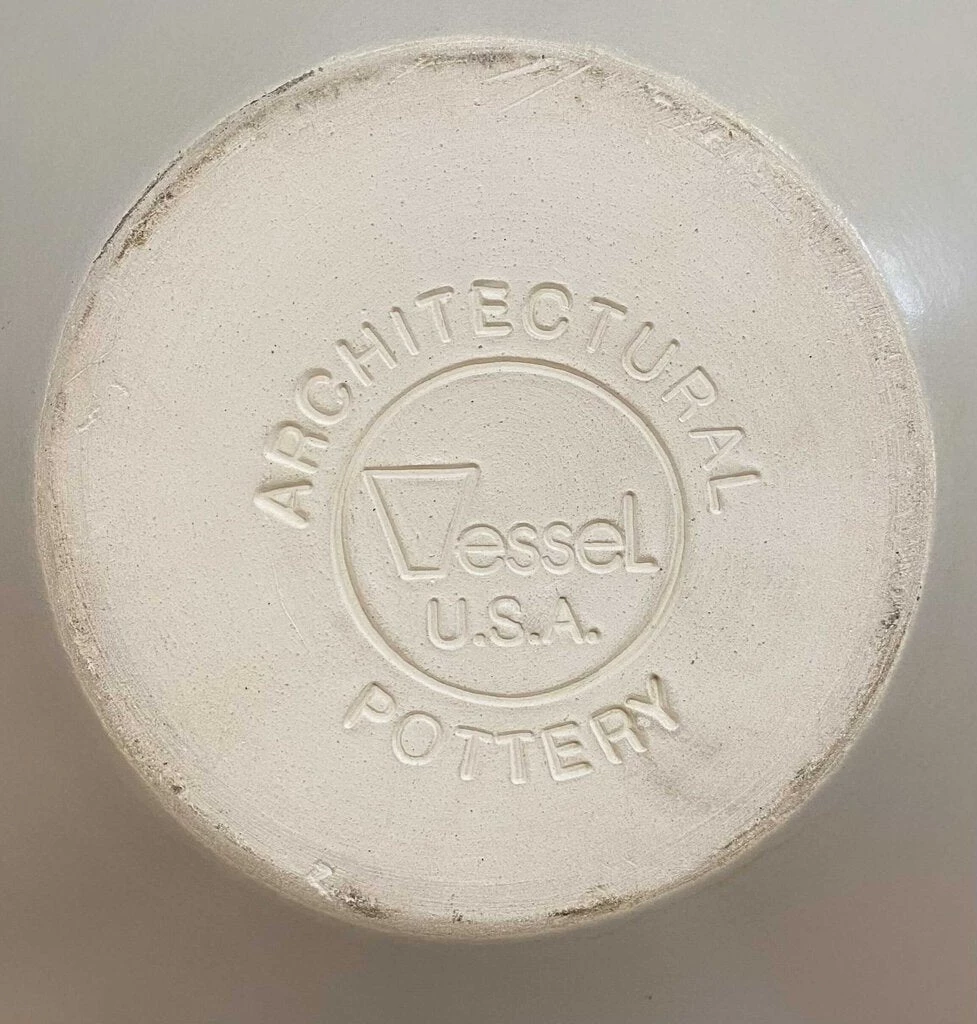 ARCHITECTURAL
Vessel
U.S.A.
POTTERY